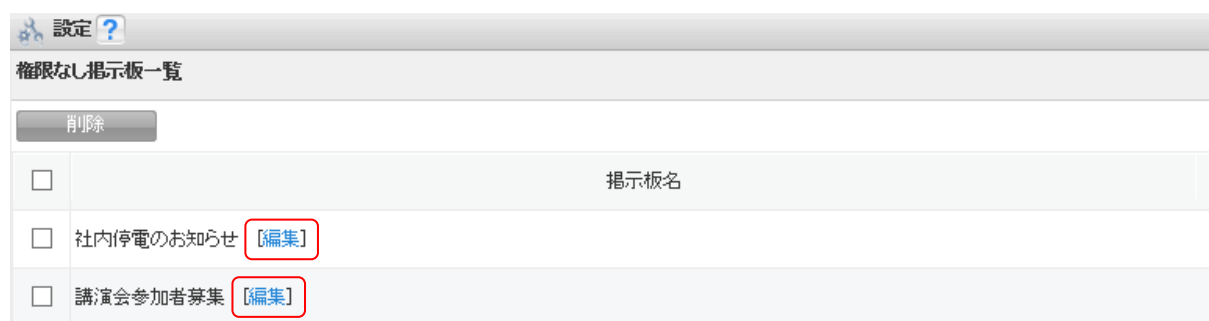 設定 ?
権限なし掲示板一覧
削除
掲示板名
社内停電のお知らせ [編集]
講演会参加者募集 [編集]